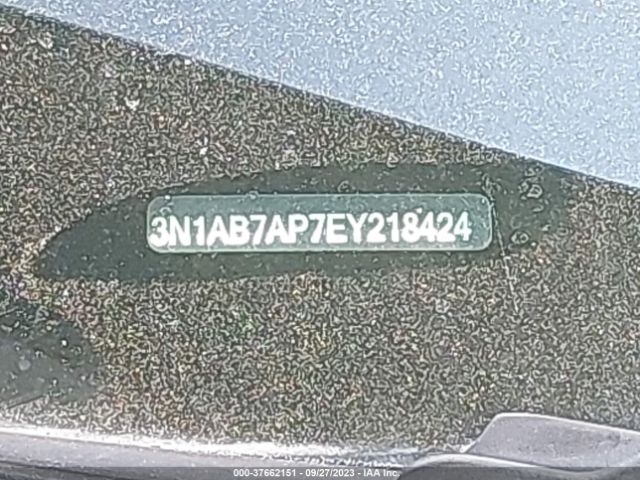 3N1AB7AP7EY218424
000-37662151 - 09/27/2023 - IAA Inc.